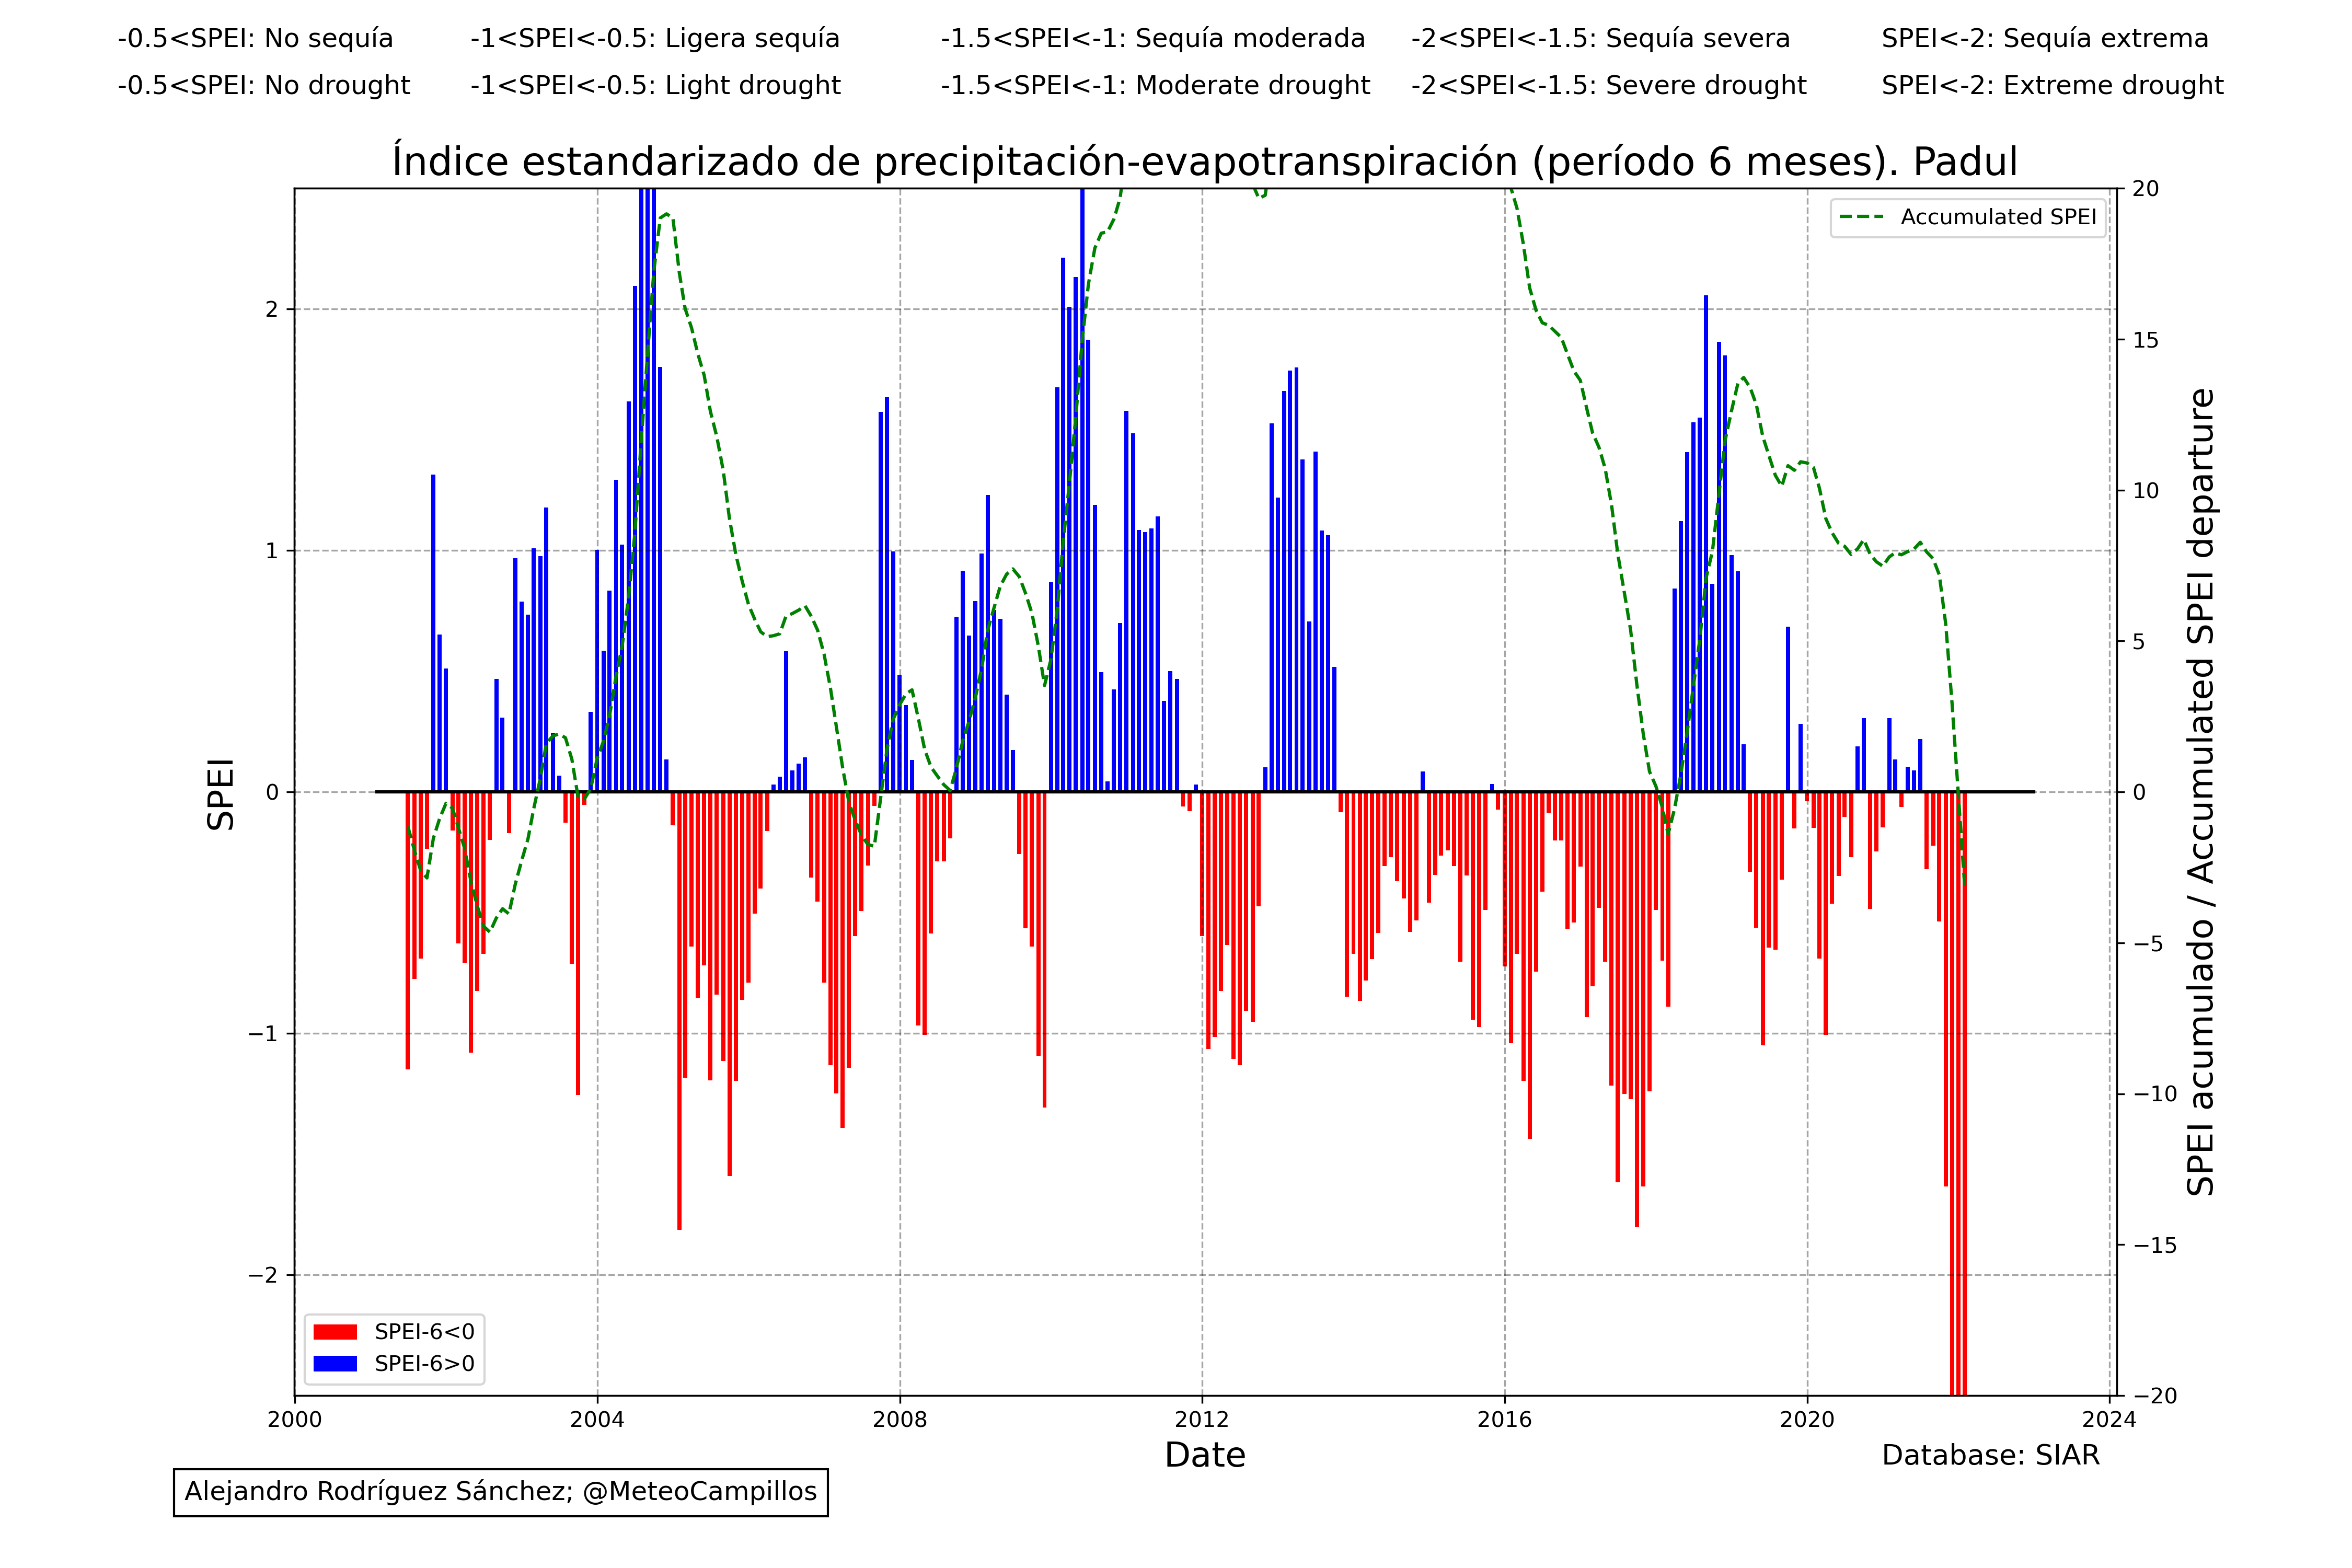 -0.5<SPEI: No sequía -1<SPEI<-0.5: Ligera sequía -1.5<SPEI<-1: Sequía moderada -2<SPEI<-1.5: Sequía severa SPEI<-2: Sequía extrema
-0.5<SPEI: No drought -1<SPEI<-0.5: Light drought -1.5<SPEI<-1: Moderate drought -2<SPEI<-1.5: Severe drought SPEI<-2: Extreme drought
Índice estandarizado de precipitación-evapotranspiración (período 6 meses). Padul
Accumulated SPEI
SPEI
2
1
0
−1
−2
20
15
10
5
0
−5
−10
−15
−20
SPEI acumulado / Accumulated SPEI departure
SPEI-6<0
SPEI-6>0
2000 2004 2008 2012 2016 2020 2024
Date
Database: SIAR
Alejandro Rodríguez Sánchez; @MeteoCampillos